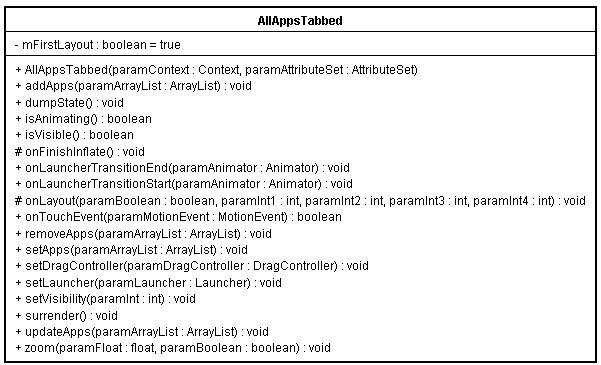 AllAppsTabbed
- mFirstLayout : boolean = true
+ AllAppsTabbed(paramContext : Context, paramAttributeSet : AttributeSet)
+ addApps(paramArrayList : ArrayList) : void
+ dumpState() : void
+ isAnimating() : boolean
+ isVisible() : boolean
# onFinishInflate() : void
+ onLauncherTransitionEnd(paramAnimator : Animator) : void
+ onLauncherTransitionStart(paramAnimator : Animator) : void
# onLayout(paramBoolean : boolean, paramInt1 : int, paramInt2 : int, paramInt3 : int, paramInt4 : int) : void
+ onTouchEvent(paramMotionEvent : MotionEvent) : boolean
+ removeApps(paramArrayList : ArrayList) : void
+ setApps(paramArrayList : ArrayList) : void
+ setDragController(paramDragController : DragController) : void
+ setLauncher(paramLauncher : Launcher) : void
+ setVisibility(paramInt : int) : void
+ surrender() : void
+ updateApps(paramArrayList : ArrayList) : void
+ zoom(paramFloat : float, paramBoolean : boolean) : void